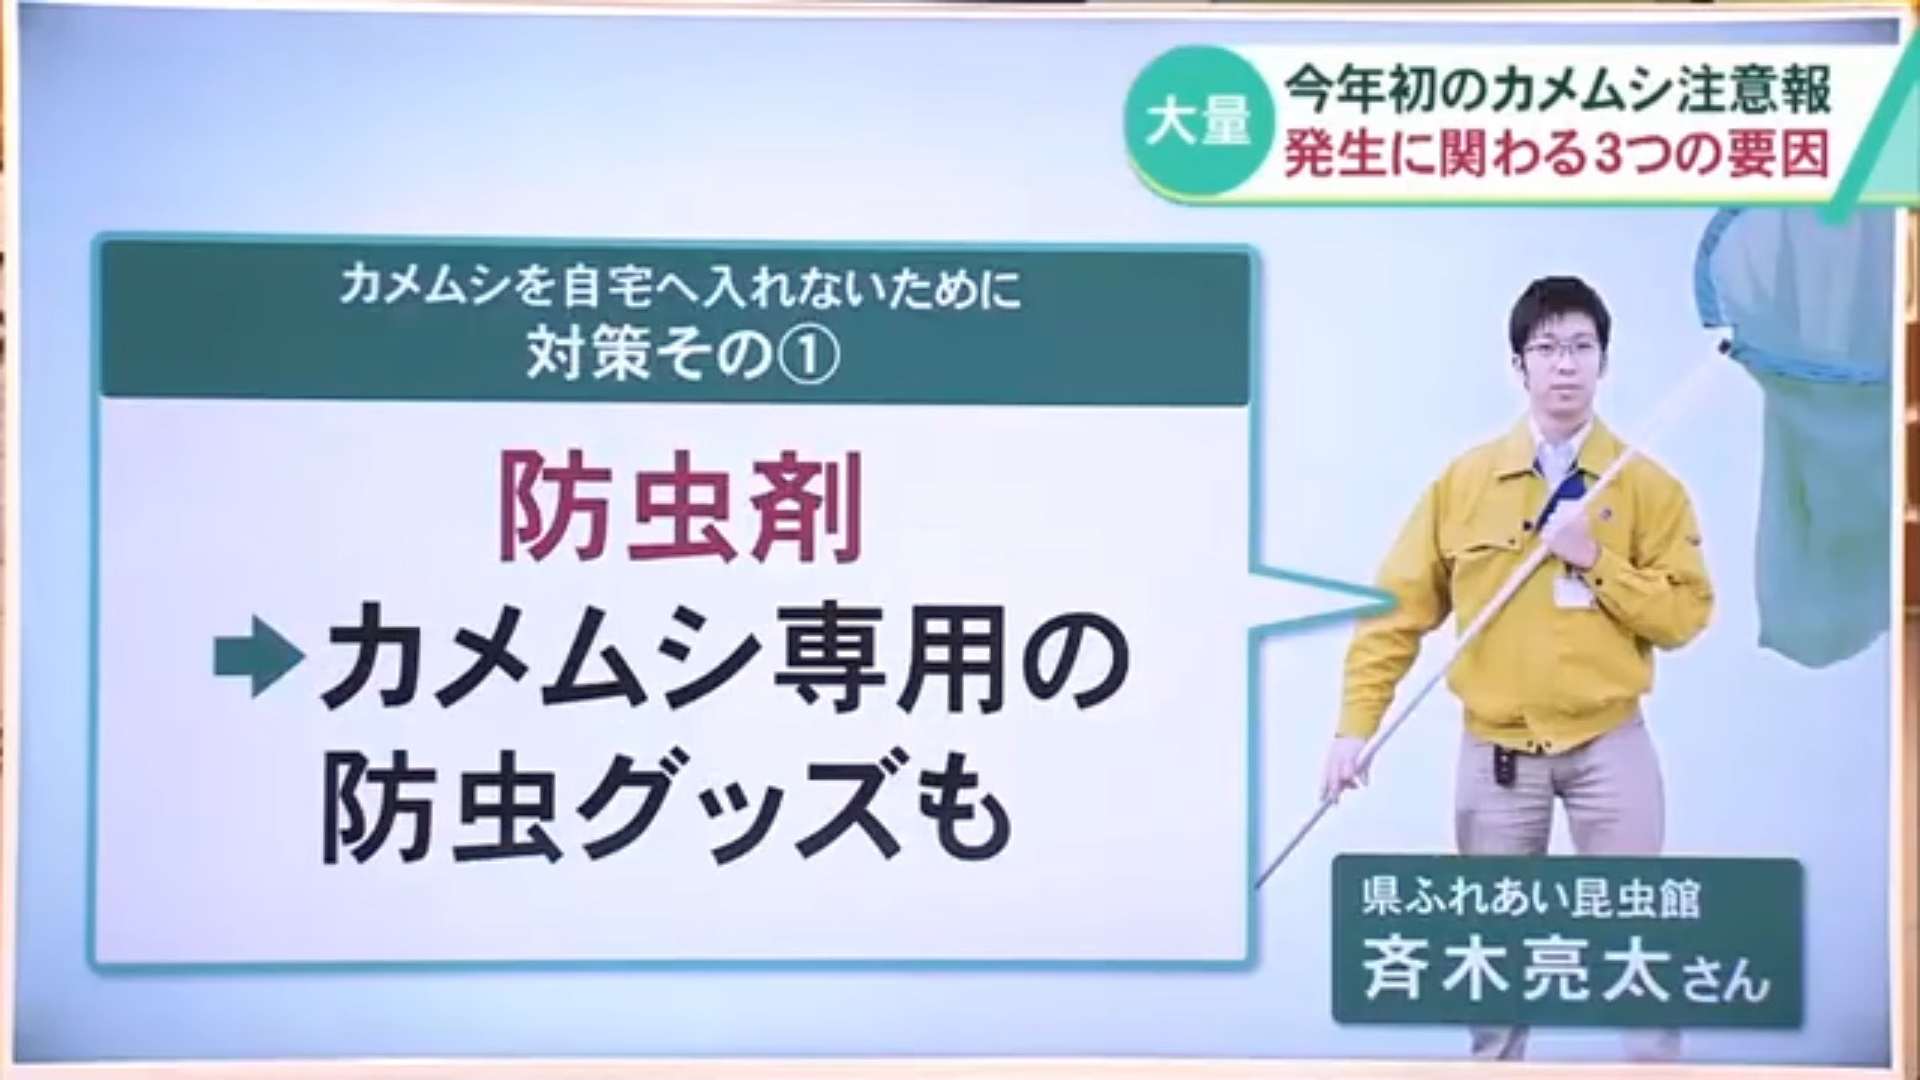 大量
今年初のカメムシ注意報
発生に関わる3つの要因
カメムシを自宅へ入れないために
対策その①
防虫剤
➡カメムシ専用の
防虫グッズも
県ふれあい昆虫館
斉木亮太さん